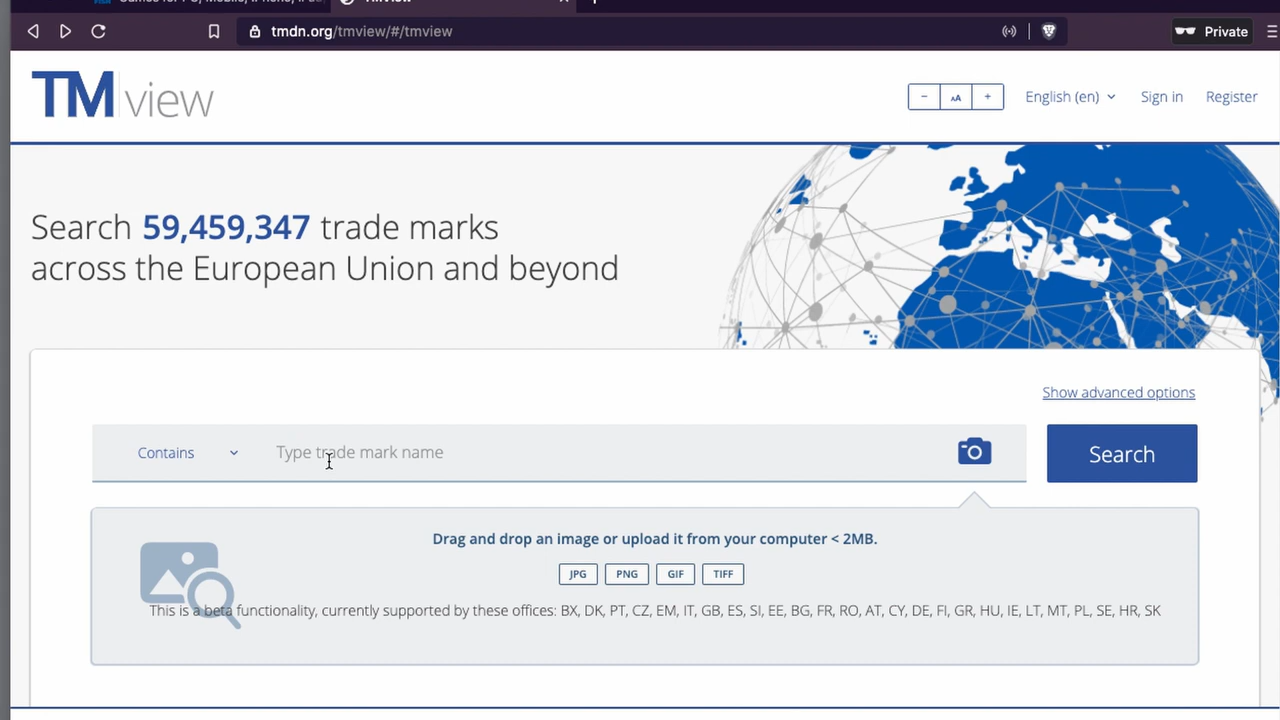 TMview
tmdn.org/tmview/#/tmview
Private
TM view
- AA +
English (en)
Sign in
Register
Search 59,459,347 trade marks
across the European Union and beyond
Show advanced options
Contains
Type trade mark name
Search
Drag and drop an image or upload it from your computer < 2MB.
JPG PNG GIF TIFF
This is a beta functionality, currently supported by these offices: BX, DK, PT, CZ, EM, IT, GB, ES, SI, EE, BG, FR, RO, AT, CY, DE, FI, GR, HU, IE, LT, MT, PL, SE, HR, SK